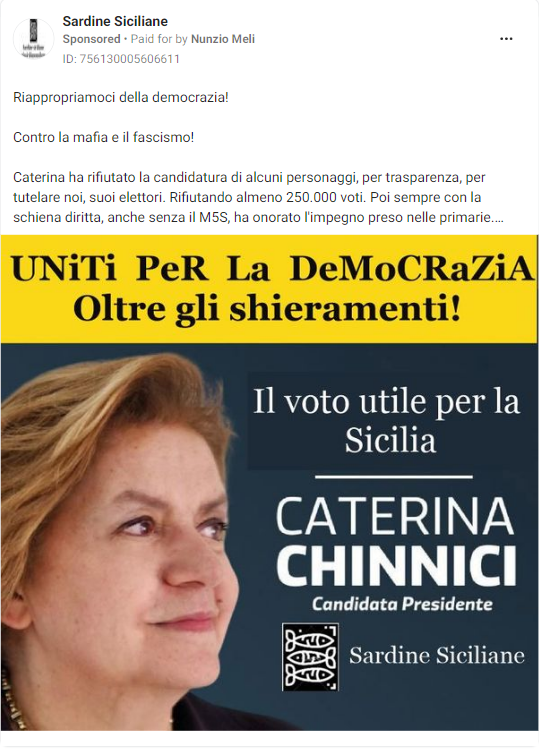 Sardine Siciliane
Sponsored • Paid for by Nunzio Meli
ID: 756130005606611
Riappropriamoci della democrazia!
Contro la mafia e il fascismo!
Caterina ha rifiutato la candidatura di alcuni personaggi, per trasparenza, per
tutelare noi, suoi elettori. Rifiutando almeno 250.000 voti. Poi sempre con la
schiena diritta, anche senza il M5S, ha onorato l'impegno preso nelle primarie....
UNiTi PeR La DeMoCRaZiA
Oltre gli shieramenti!
Il voto utile per la
Sicilia
CATERINA
CHINNICI
Candidata Presidente
Sardine Siciliane